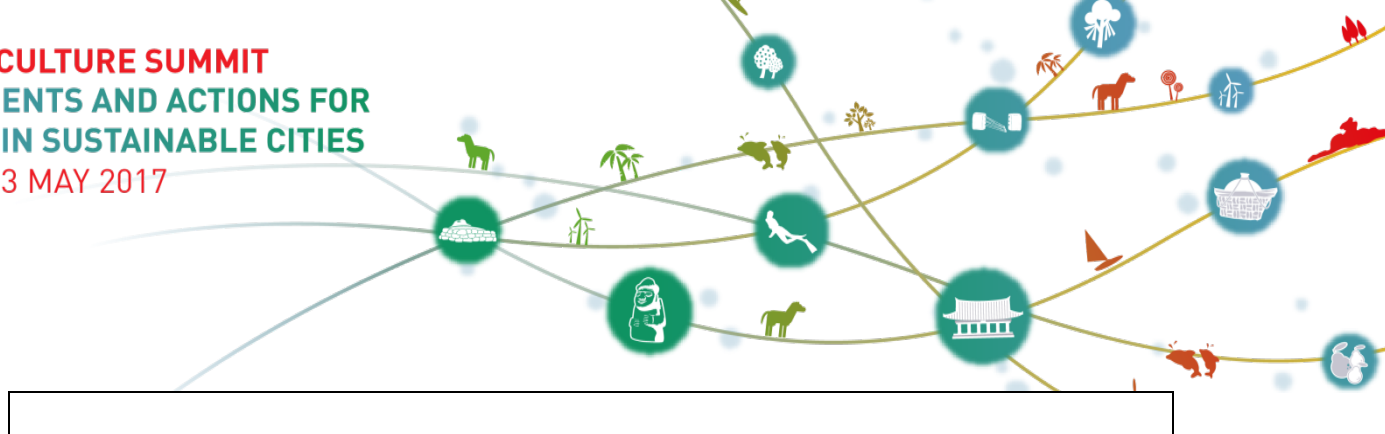 CULTURE SUMMIT
ENTS AND ACTIONS FOR
IN SUSTAINABLE CITIES
3 MAY 2017